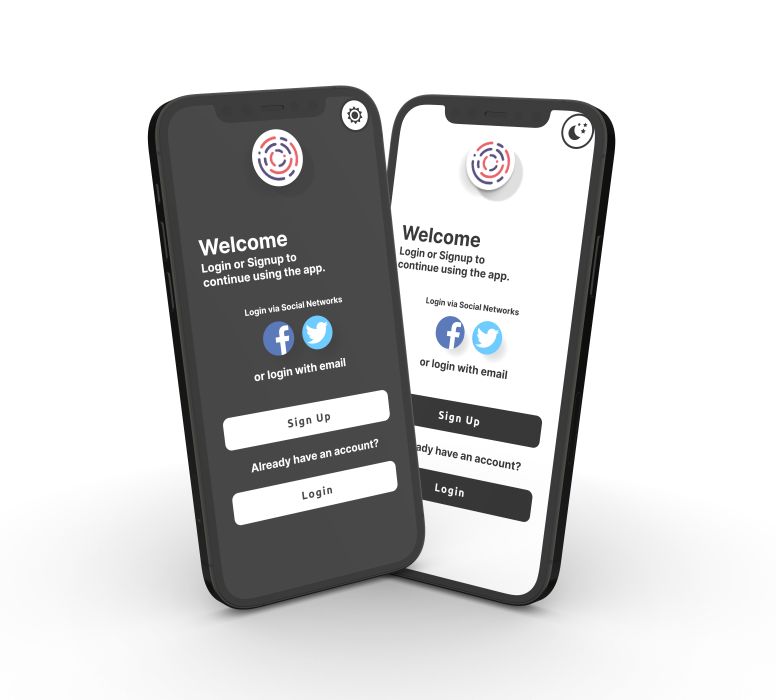 Welcome
Login or Signup to
continue using the app.
Login via Social Networks
or login with email
Sign Up
Already have an account?
Login
Welcome
Login or Signup to
continue using the app.
Login via Social Networks
or login with email
Sign Up
have an account?
Login